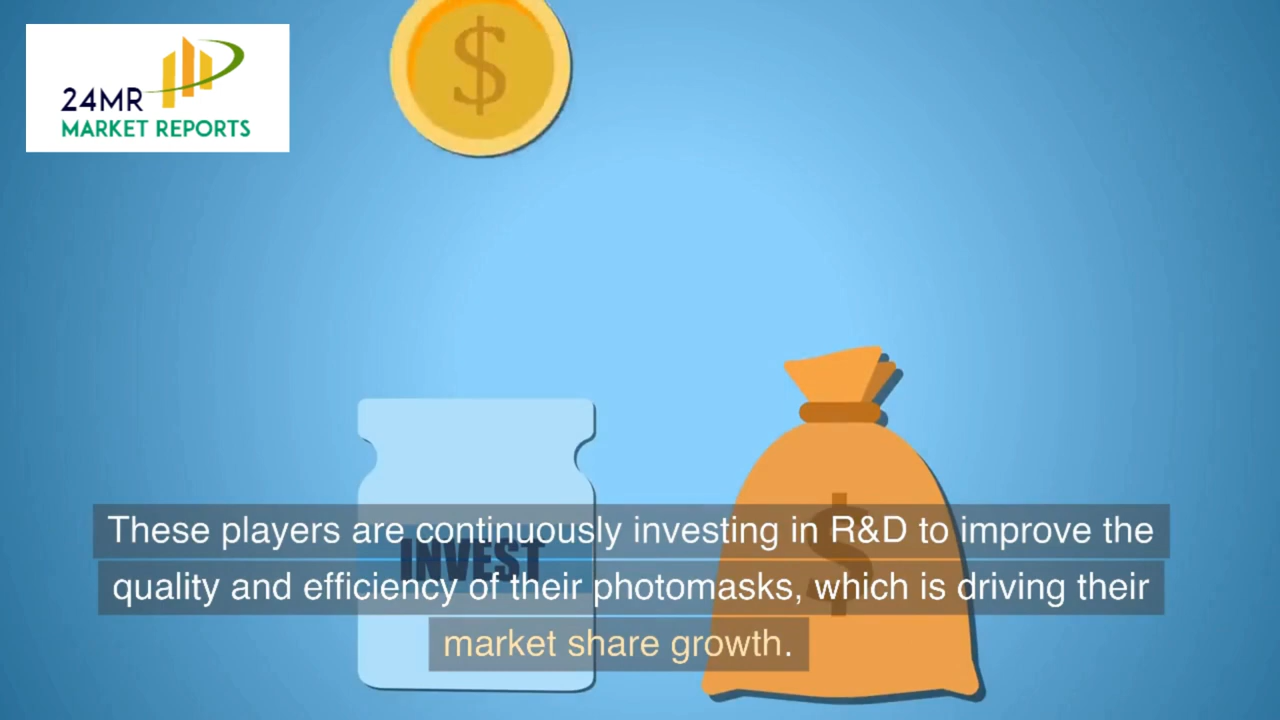 24MR
MARKET REPORTS
$
INVEST
$
These players are continuously investing in R&D to improve the
quality and efficiency of their photomasks, which is driving their
market share growth.